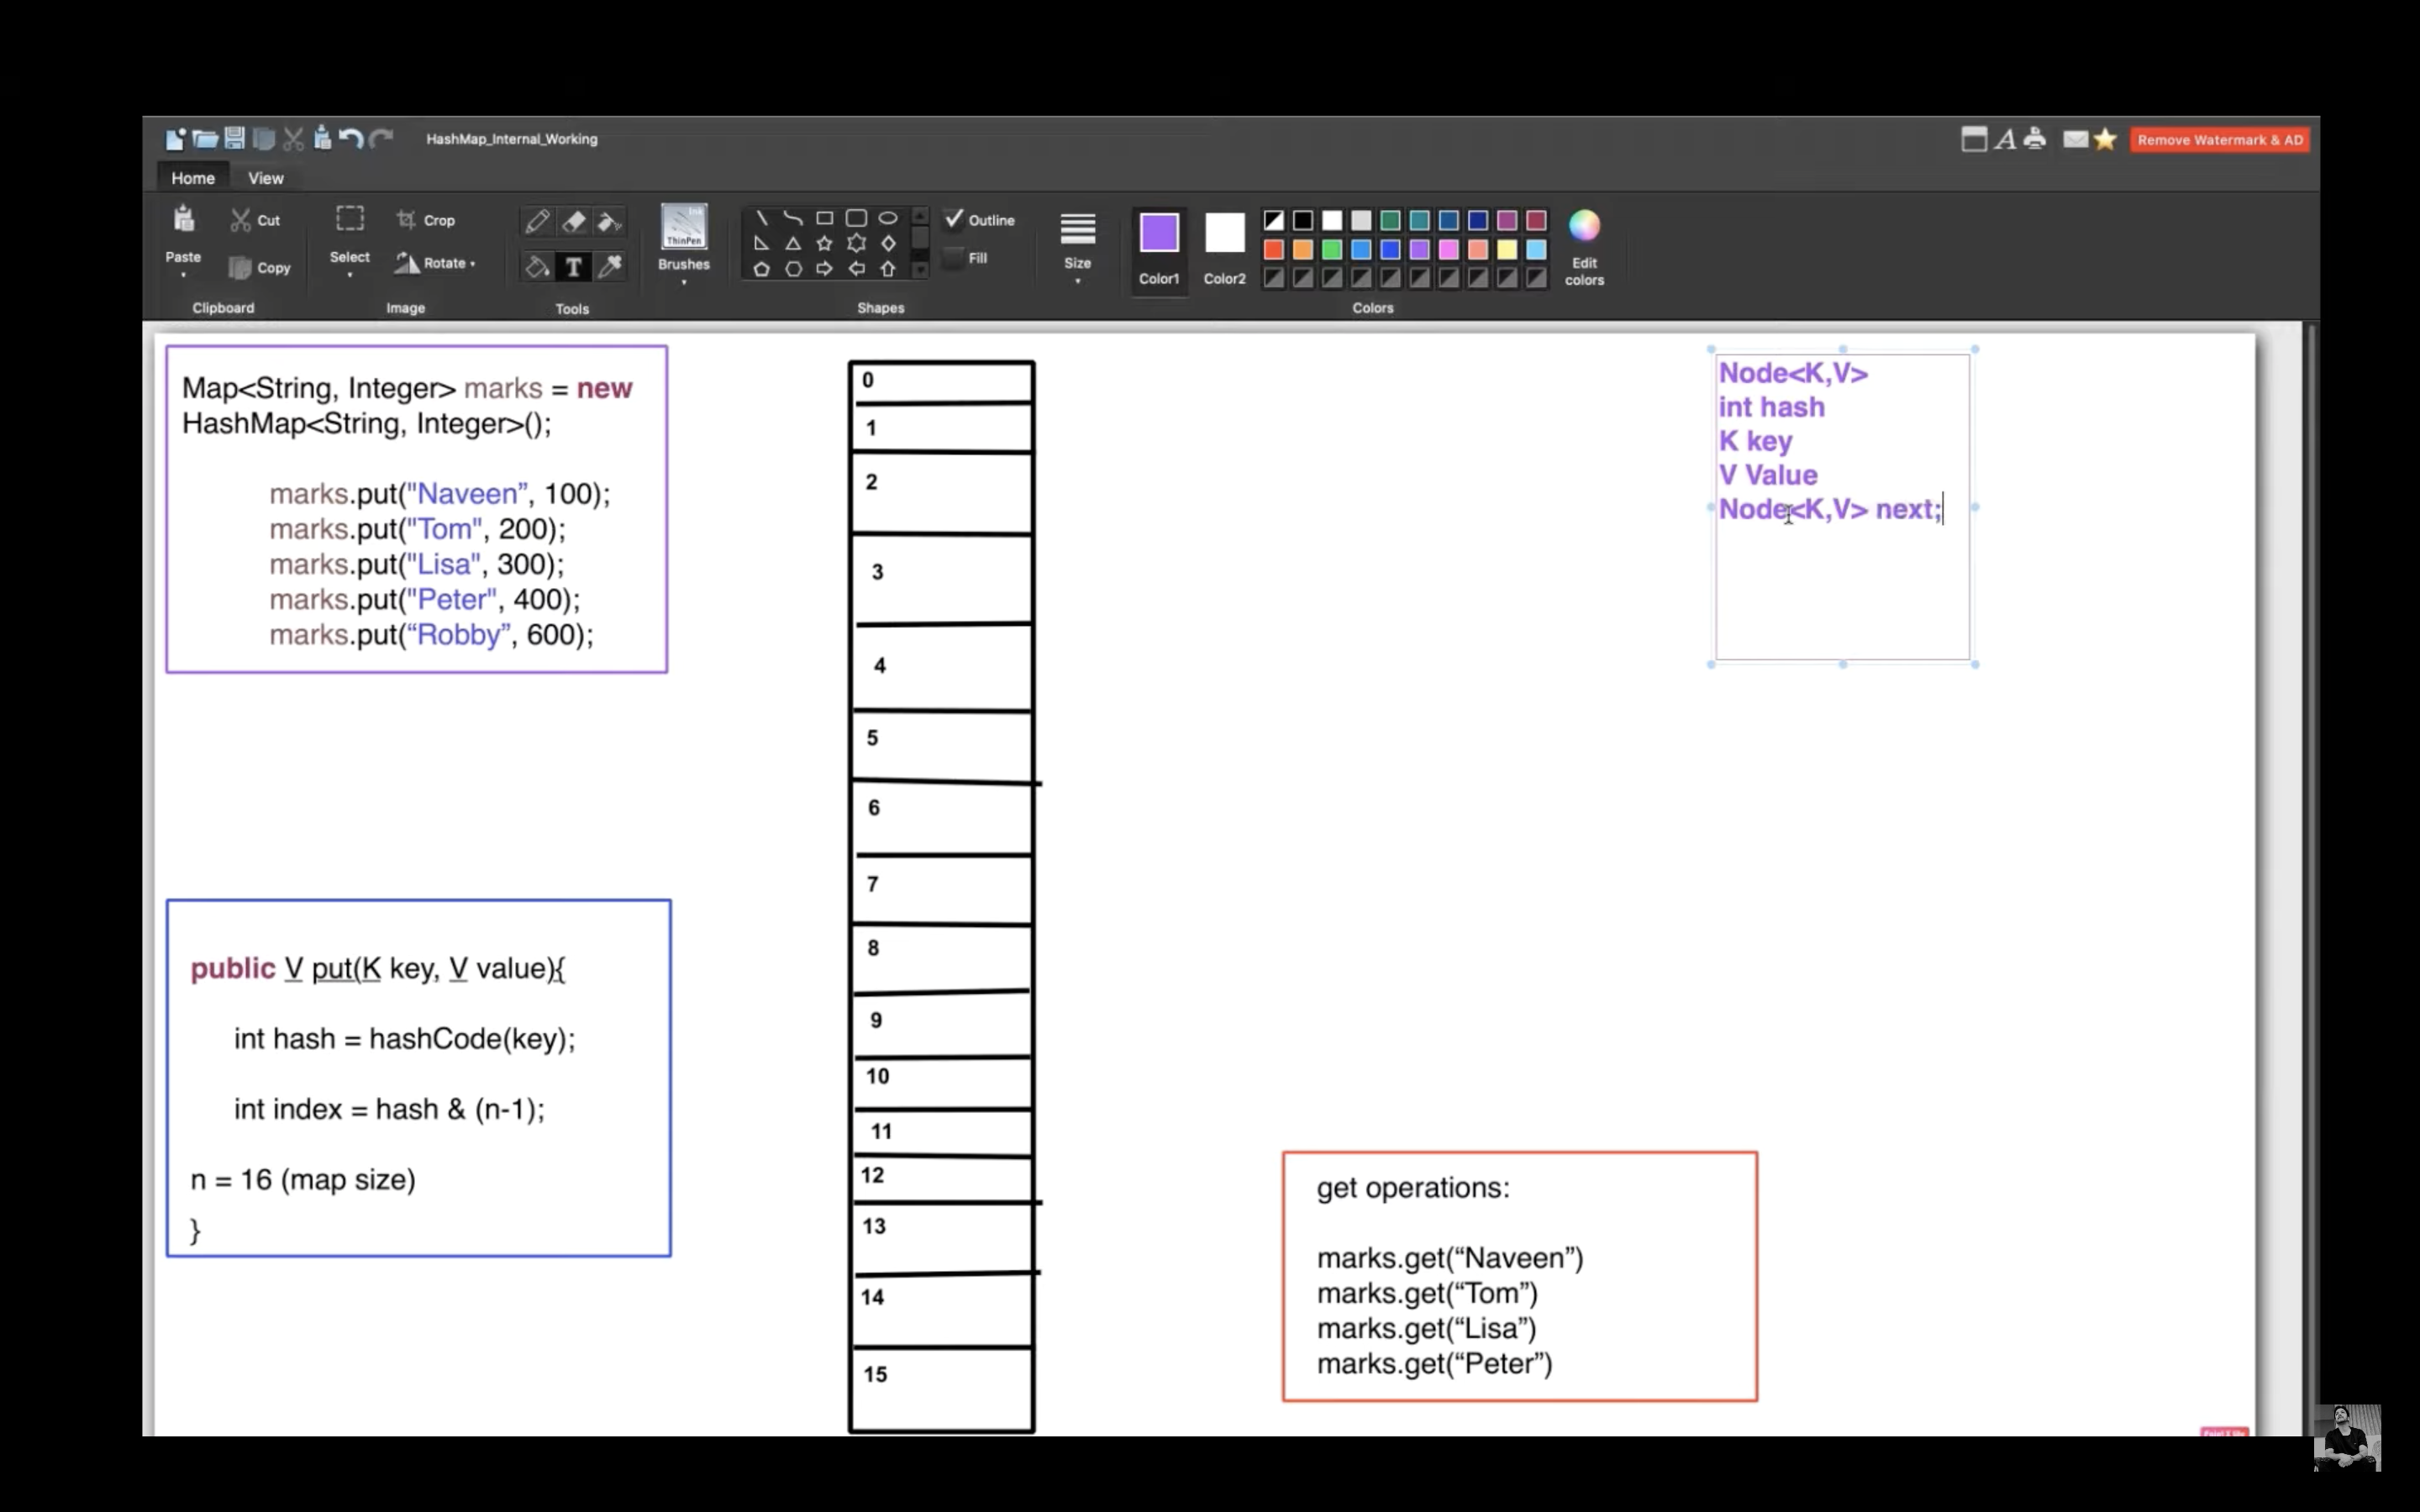 HashMap_Internal_Working
Remove Watermark & AD
Home View
Paste
Cut
Copy
Clipboard
Select
Crop
Rotate
Image
Tools
Ink
ThinPen
Brushes
Outline
Fill
Shapes
Size
Color1
Color2
Edit
colors
Colors
Map<String, Integer> marks = new
HashMap<String, Integer>();
marks.put("Naveen”, 100);
marks.put("Tom", 200);
marks.put("Lisa", 300);
marks.put("Peter", 400);
marks.put(“Robby”, 600);
public V put(K key, V value){
int hash = hashCode(key);
int index = hash & (n-1);
n = 16 (map size)
}
0
1
2
3
4
5
6
7
8
9
10
11
12
13
14
15
Node<K,V>
int hash
K key
V Value
Node<K,V> next;
get operations:
marks.get(“Naveen”)
marks.get(“Tom”)
marks.get(“Lisa”)
marks.get(“Peter”)